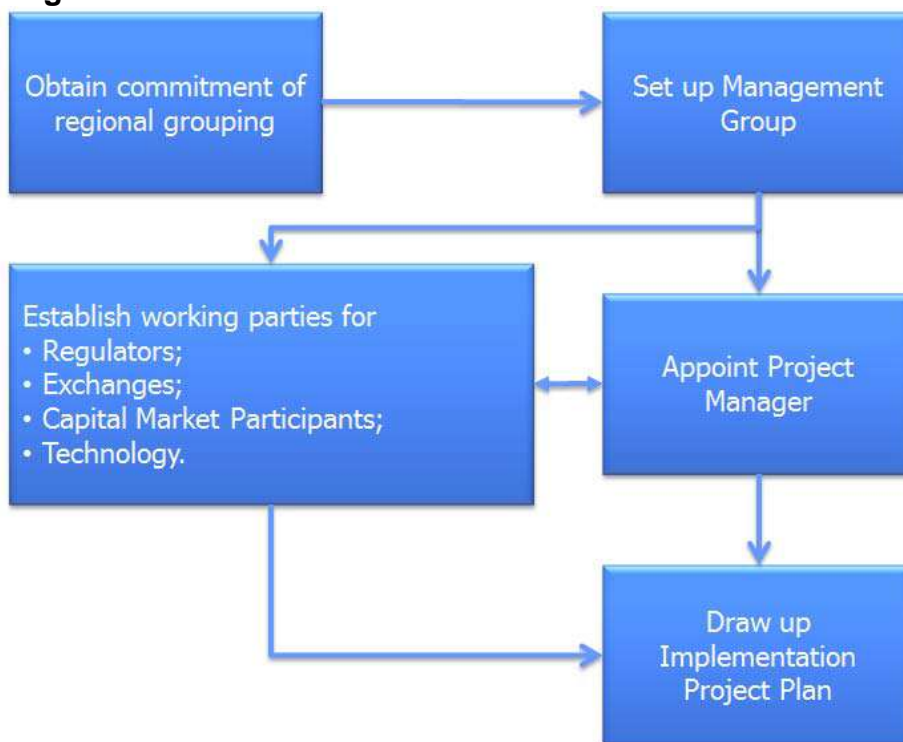 Obtain commitment of
regional grouping
Set up Management
Group
Establish working parties for
• Regulators;
• Exchanges;
• Capital Market Participants;
• Technology.
Appoint Project
Manager
Draw up
Implementation
Project Plan